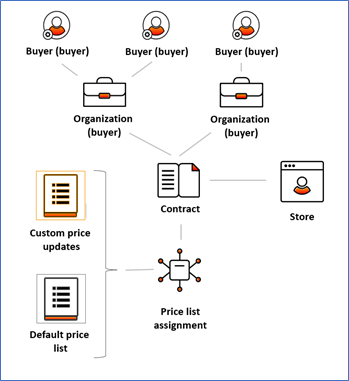 Buyer (buyer)
Buyer (buyer)
Buyer (buyer)
Organization
(buyer)
Organization
(buyer)
Contract
Store
Custom price
updates
Price list
assignment
Default price
list